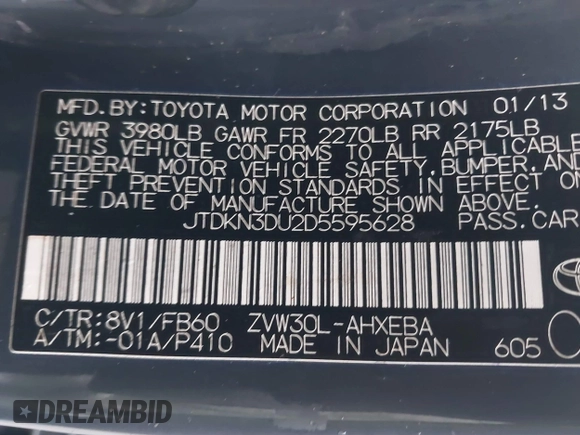 MFD. BY: TOYOTA MOTOR CORPORATION 01/13
GVWR 3980LB GAWR FR 2270LB RR 2175LB
THIS VEHICLE CONFORMS TO ALL APPLICABLE
FEDERAL MOTOR VEHICLE SAFETY, BUMPER, AND
THEFT PREVENTION STANDARDS IN EFFECT ON
THE DATE OF MANUFACTURE SHOWN ABOVE.
JTDKN3DU2D5595628 PASS. CAR
C/TR: 8V1/FB60 ZVW30L-AHXEBA
A/TM: -01A/P410 MADE IN JAPAN 605
DREAMBID